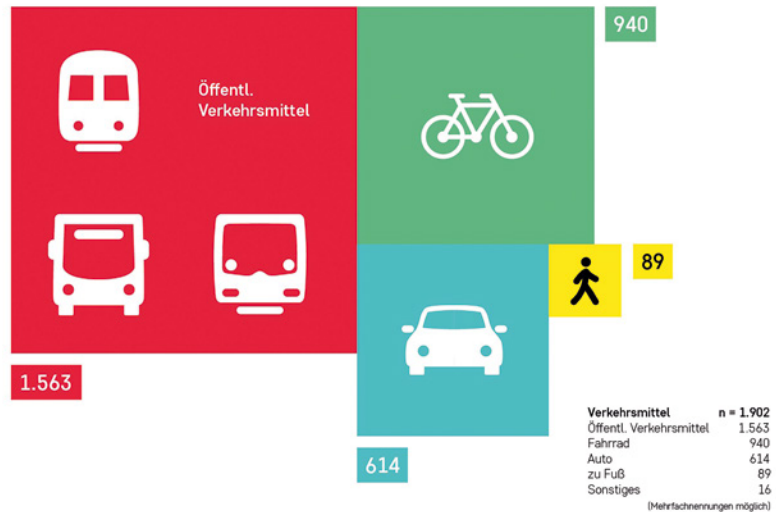 940
Öffentl.
Verkehrsmittel
89
1.563
614
Verkehrsmittel n = 1.902
Öffentl. Verkehrsmittel 1.563
Fahrrad 940
Auto 614
zu Fuß 89
Sonstiges 16
(Mehrfachnennungen möglich)